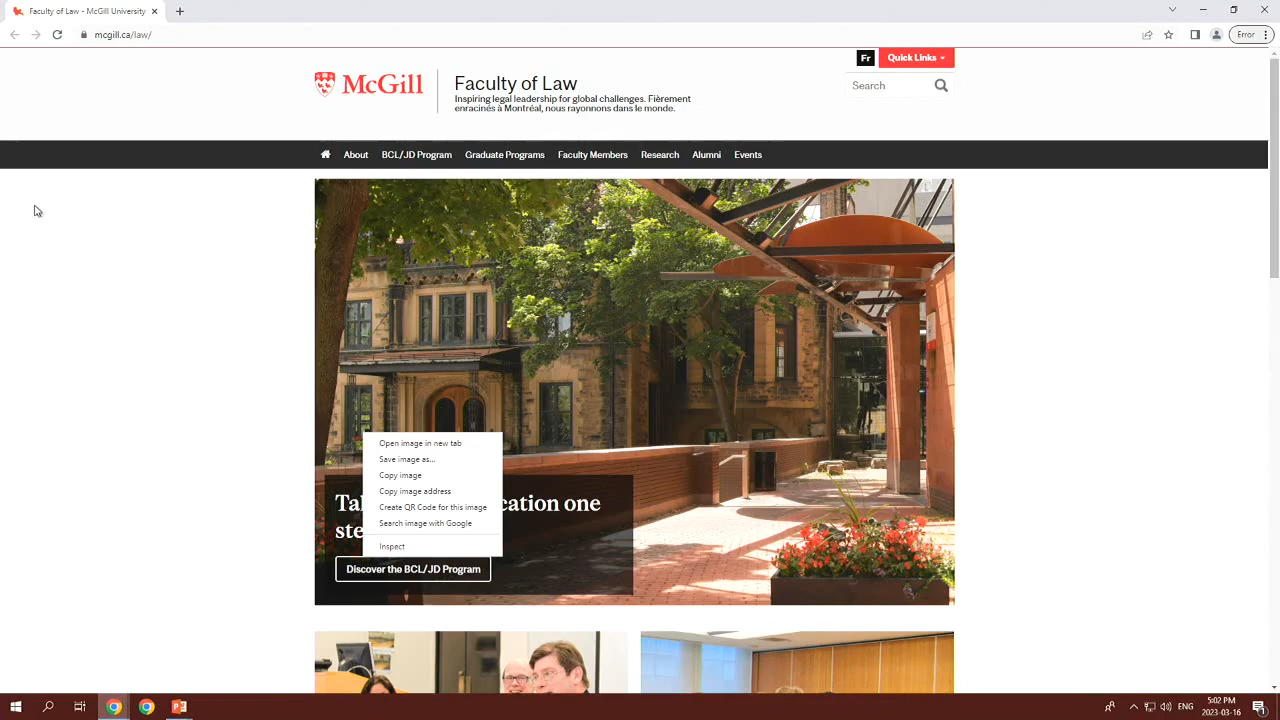 Faculty of Law - McGill University
mcgill.ca/law/
Error
Fr
Quick Links
McGill
Faculty of Law
Inspiring legal leadership for global challenges. Fièrement
enracinés à Montréal, nous rayonnons dans le monde.
Search
About BCL/JD Program Graduate Programs Faculty Members Research Alumni Events
Open image in new tab
Save image as...
Copy image
Copy image address
Create QR Code for this image
Search image with Google
Inspect
cation one
Discover the BCL/JD Program
ENG
5:02 PM
2023-03-16